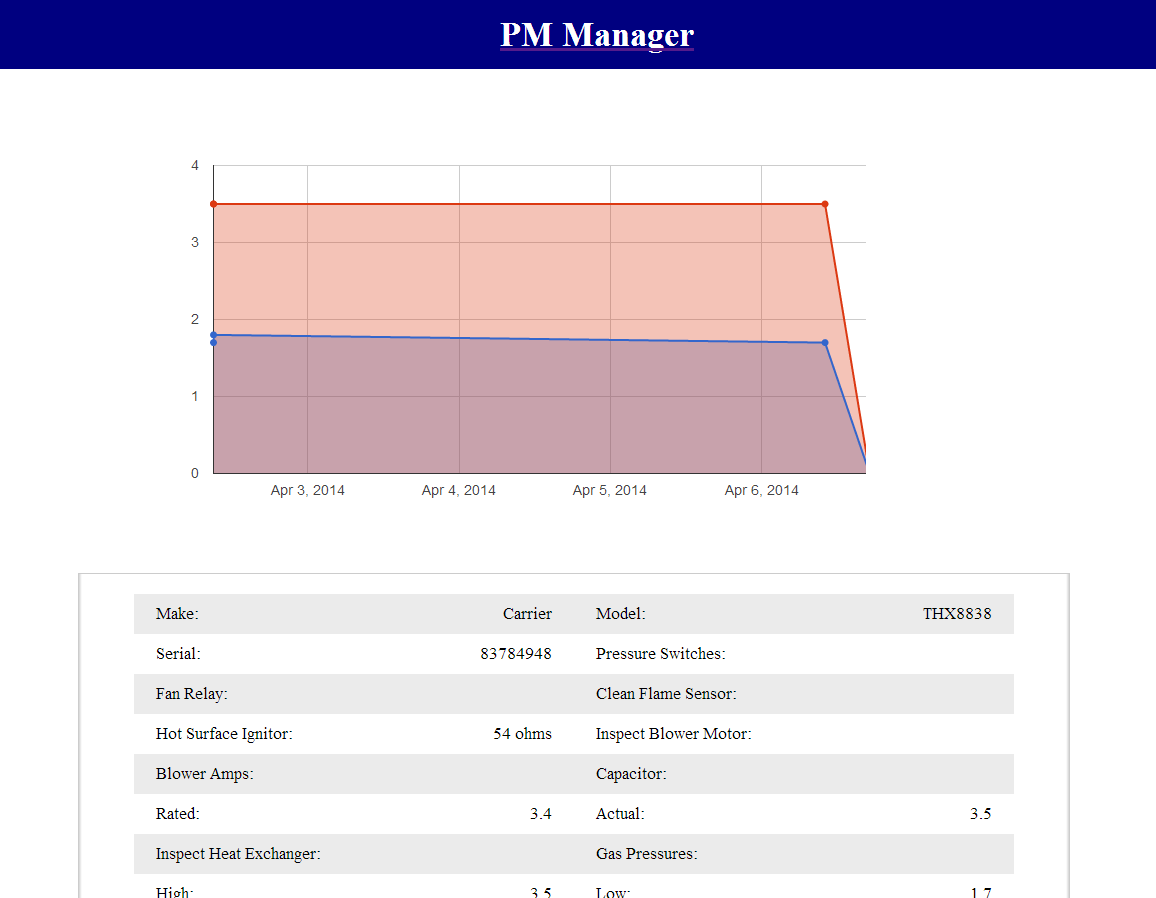 PM Manager
4
3
2
1
0
Apr 3, 2014 Apr 4, 2014 Apr 5, 2014 Apr 6, 2014
Make: Carrier Model: THX8838
Serial: 83784948 Pressure Switches:
Fan Relay: Clean Flame Sensor:
Hot Surface Ignitor: 54 ohms Inspect Blower Motor:
Blower Amps: Capacitor:
Rated: 3.4 Actual: 3.5
Inspect Heat Exchanger: Gas Pressures:
High: 3.5 Low: 1.7